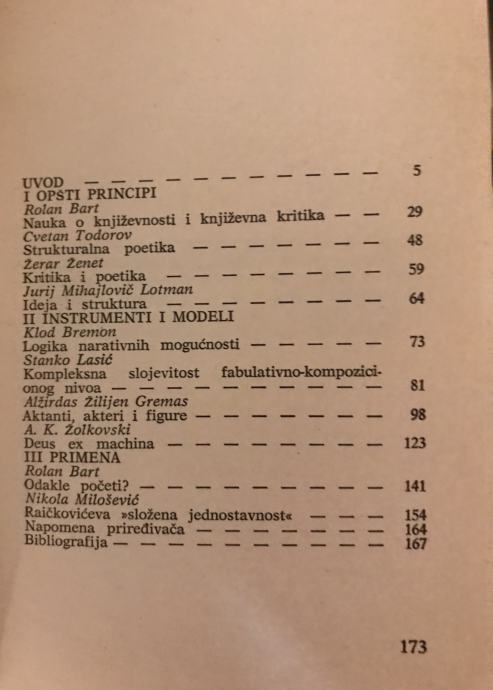 UVOD — — — — — — — — — — — 5
I OPŠTI PRINCIPI
Rolan Bart
Nauka o književnosti i književna kritika — — 29
Cvetan Todorov
Strukturalna poetika — — — — — — — 48
Žerar Ženet
Kritika i poetika — — — — — — — — 59
Jurij Mihajlovič Lotman
Ideja i struktura — — — — — — — — 64
II INSTRUMENTI I MODELI
Klod Bremon
Logika narativnih mogućnosti — — — — — 73
Stanko Lasić
Kompleksna slojevitost fabulativno-kompozici-
onog nivoa — — — — — — — — — — 81
Alžirdas Žilijen Gremas
Aktanti, akteri i figure — — — — — — — 98
A. K. Žolkovski
Deus ex machina — — — — — — — — 123
III PRIMENA
Rolan Bart
Odakle početi? — — — — — — — — — 141
Nikola Milošević
Raičkovićeva »složena jednostavnost« — — — 154
Napomena priređivača — — — — — — — 164
Bibliografija — — — — — — — — — — 167
173